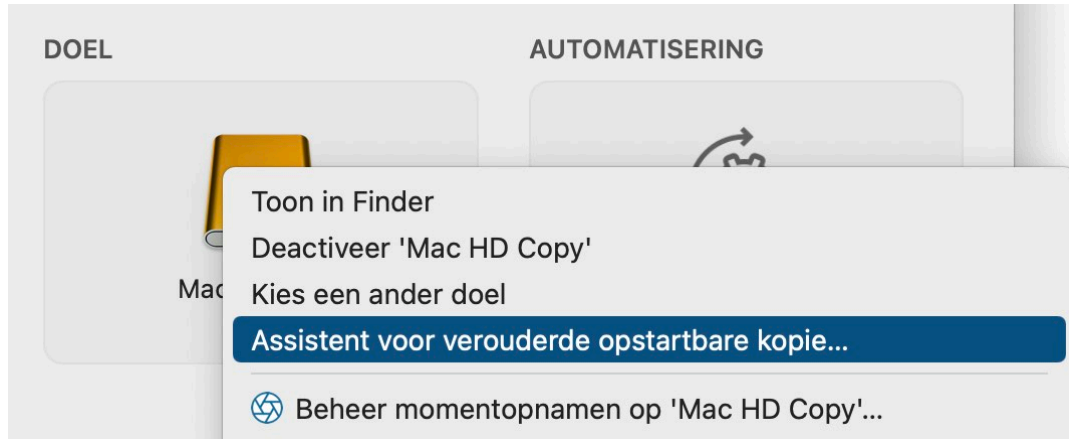 DOEL
AUTOMATISERING
Mac
Toon in Finder
Deactiveer 'Mac HD Copy'
Kies een ander doel
Assistent voor verouderde opstartbare kopie...
Beheer momentopnamen op 'Mac HD Copy'...